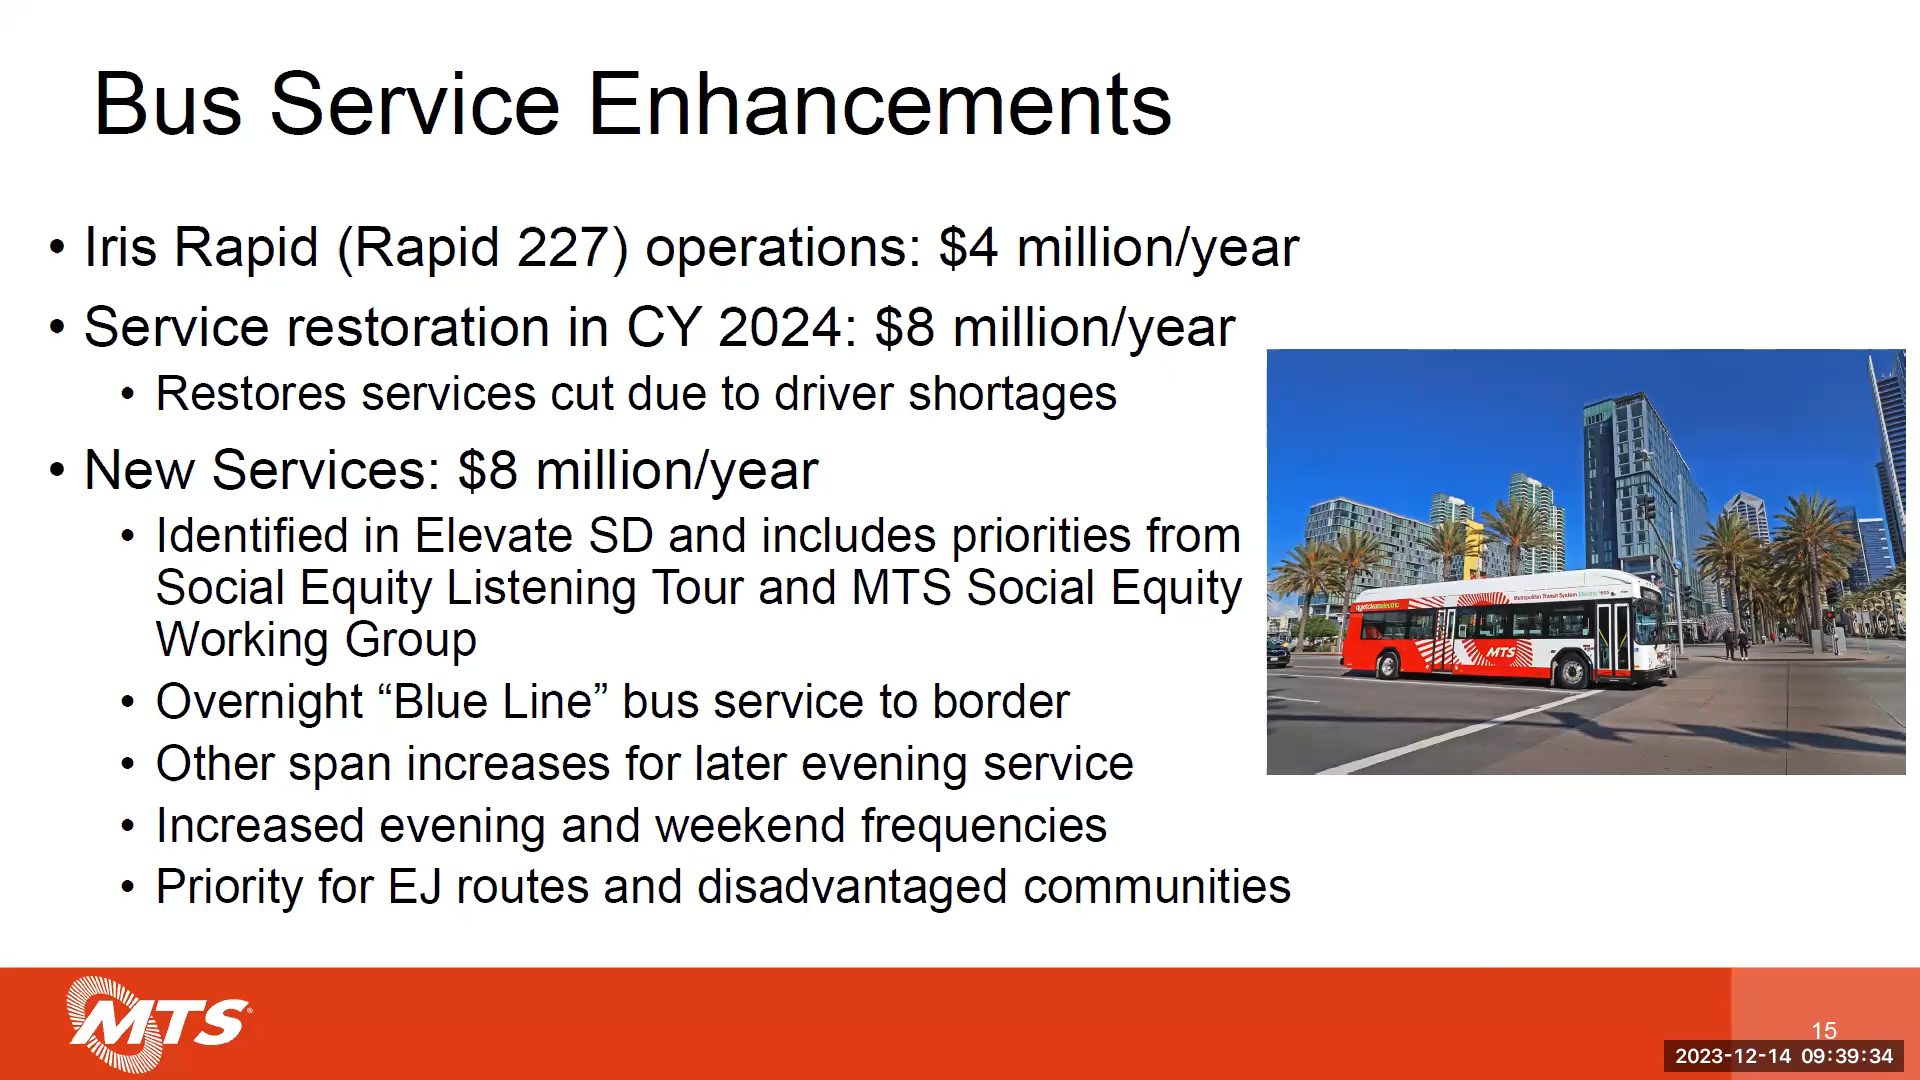 Bus Service Enhancements
• Iris Rapid (Rapid 227) operations: $4 million/year
• Service restoration in CY 2024: $8 million/year
• Restores services cut due to driver shortages
• New Services: $8 million/year
• Identified in Elevate SD and includes priorities from
Social Equity Listening Tour and MTS Social Equity
Working Group
• Overnight “Blue Line” bus service to border
• Other span increases for later evening service
• Increased evening and weekend frequencies
• Priority for EJ routes and disadvantaged communities
Metropolitan Transit System
MTS
MTS
15
2023-12-14 09:39:34